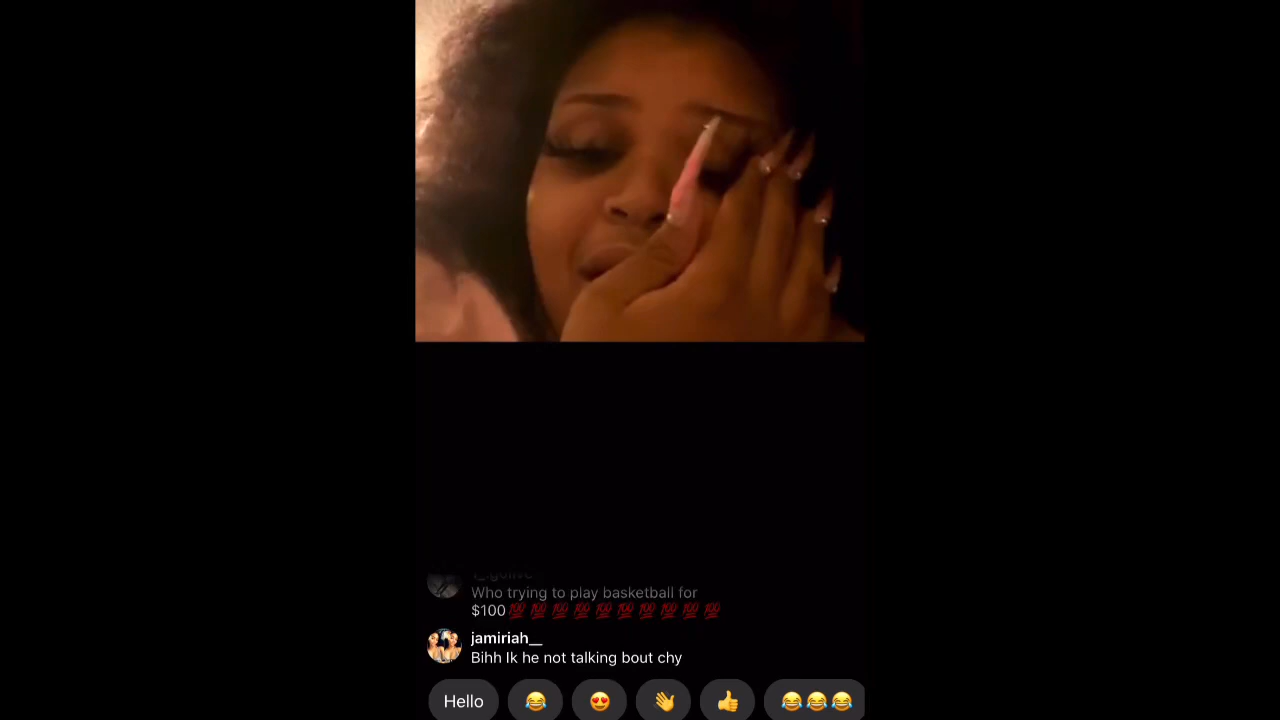 Who trying to play basketball for
$100💯💯💯💯💯💯💯💯💯💯
jamiriah__
Bihh Ik he not talking bout chy
Hello 😂 😍 👋 👍 😂😂😂